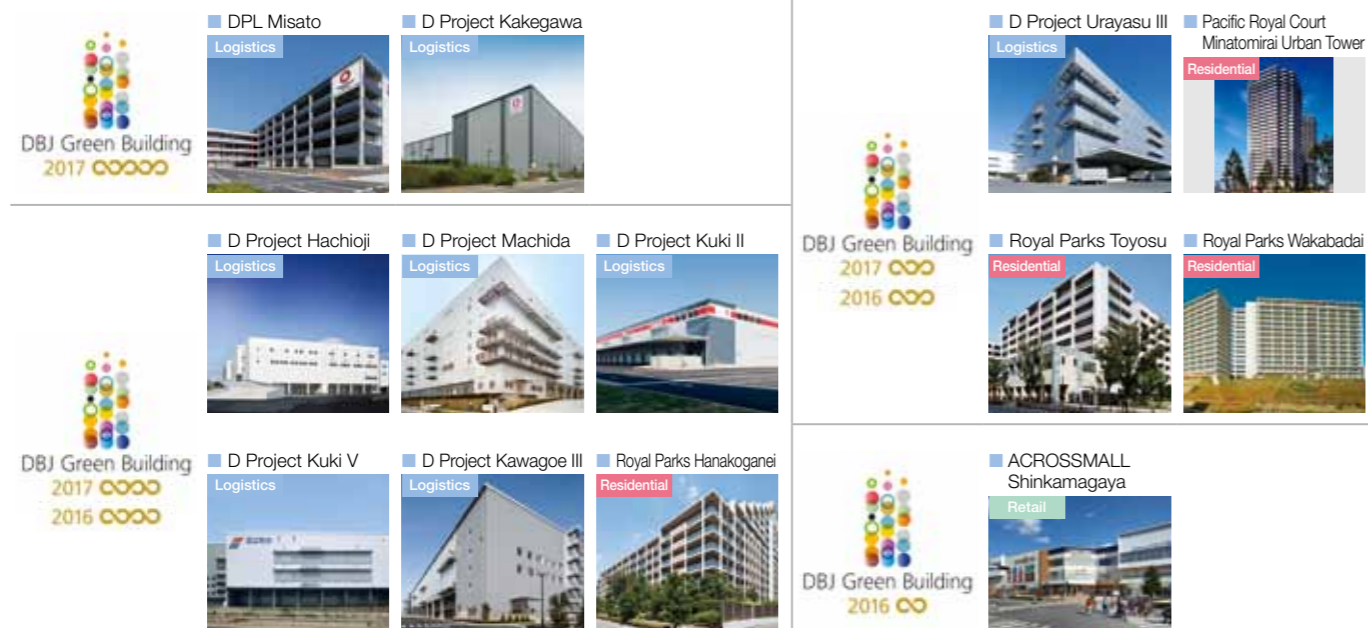 DBJ Green Building
2017
DPL Misato
Logistics
D Project Kakegawa
Logistics
DBJ Green Building
2017
2016
D Project Hachioji
Logistics
D Project Machida
Logistics
D Project Kuki II
Logistics
D Project Kuki V
Logistics
D Project Kawagoe III
Logistics
Royal Parks Hanakoganei
Residential
DBJ Green Building
2017
2016
D Project Urayasu III
Logistics
Pacific Royal Court
Minatomirai Urban Tower
Residential
Royal Parks Toyosu
Residential
Royal Parks Wakabadai
Residential
DBJ Green Building
2016
ACROSSMALL
Shinkamagaya
Retail